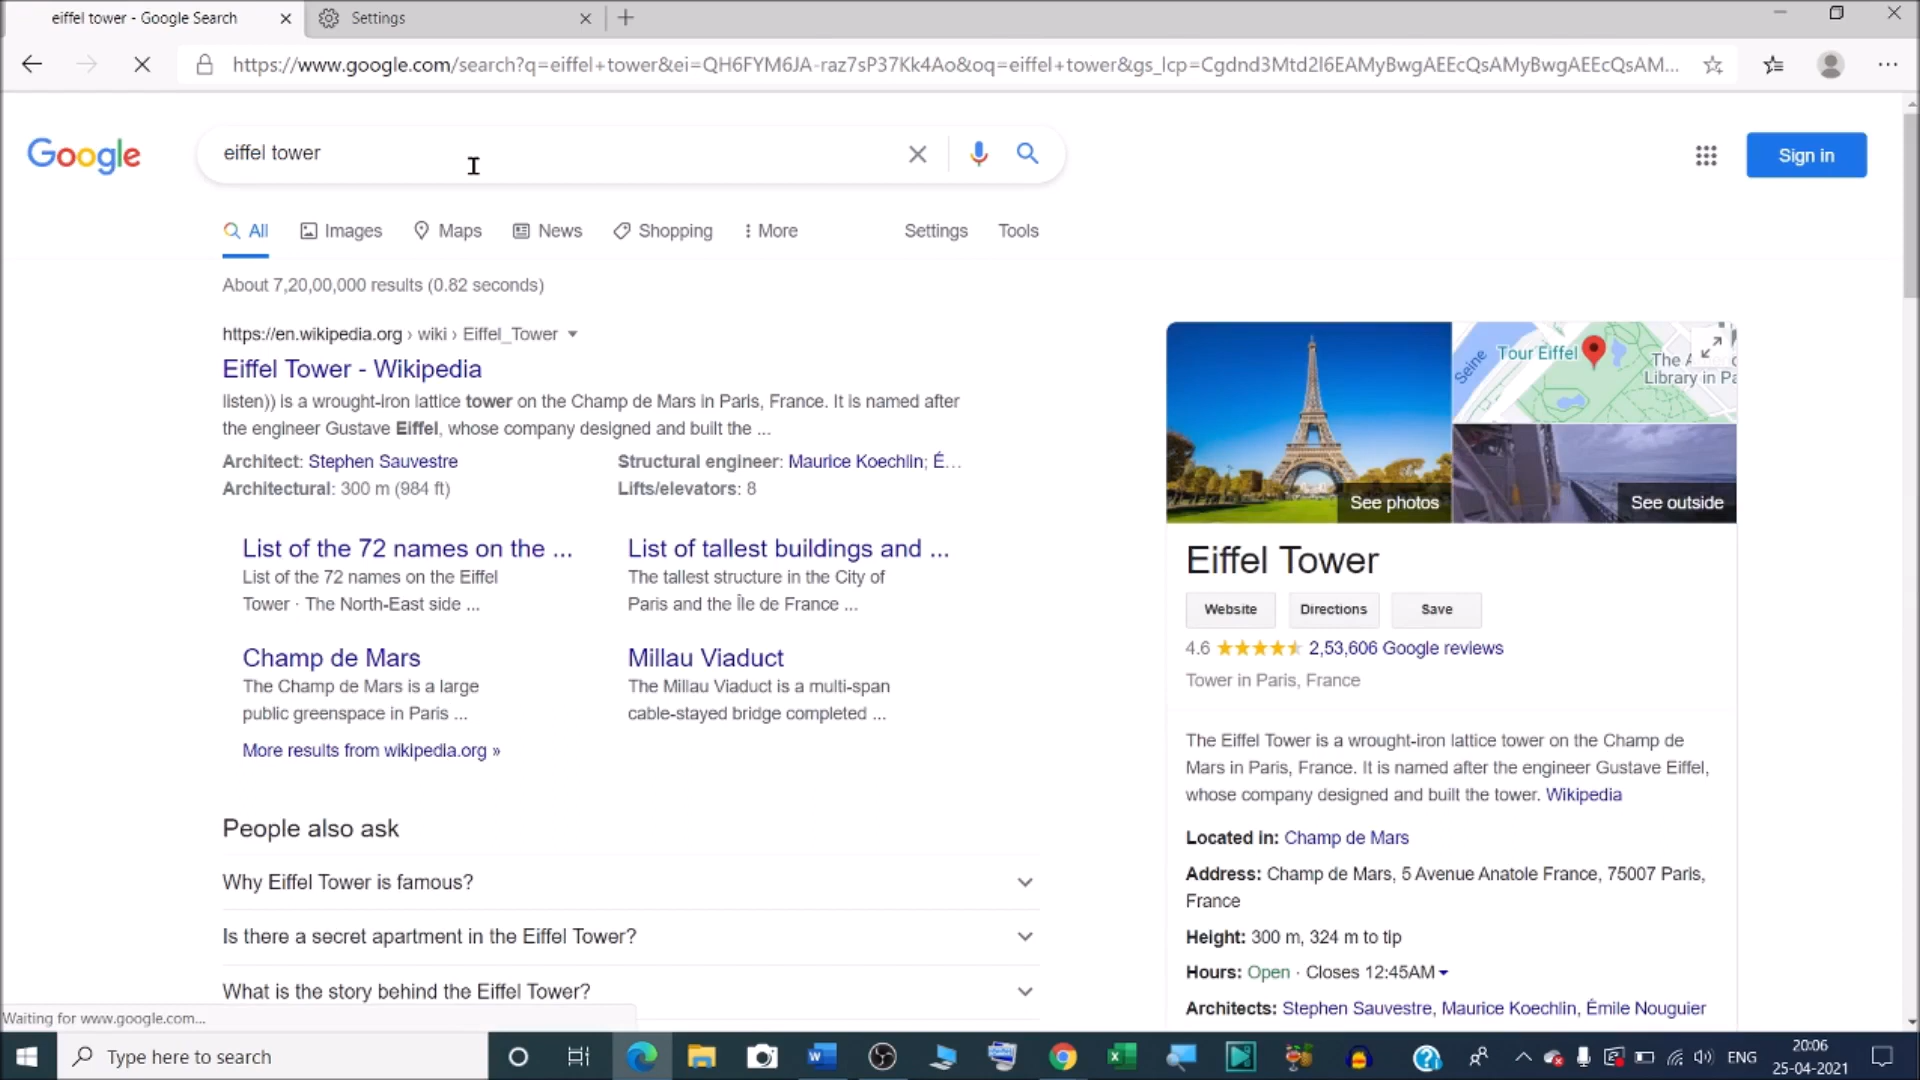 eiffel tower - Google Search
Settings
https://www.google.com/search?q=eiffel+tower&ei=QH6FYM6JA-raz7sP37Kk4Ao&oq=eiffel+tower&gs_lcp=Cgdnd3Mtd2l6EAMyBwgAEEcQsAMyBwgAEEcQsAM...
Google
eiffel tower
Sign in
All Images Maps News Shopping More Settings Tools
About 7,20,00,000 results (0.82 seconds)
https://en.wikipedia.org › wiki › Eiffel_Tower
Eiffel Tower - Wikipedia
listen)) is a wrought-iron lattice tower on the Champ de Mars in Paris, France. It is named after
the engineer Gustave Eiffel, whose company designed and built the ...
Architect: Stephen Sauvestre Structural engineer: Maurice Koechlin; É...
Architectural: 300 m (984 ft) Lifts/elevators: 8
List of the 72 names on the ...
List of the 72 names on the Eiffel
Tower · The North-East side ...
List of tallest buildings and ...
The tallest structure in the City of
Paris and the Île de France ...
Champ de Mars
The Champ de Mars is a large
public greenspace in Paris ...
Millau Viaduct
The Millau Viaduct is a multi-span
cable-stayed bridge completed ...
More results from wikipedia.org »
People also ask
Why Eiffel Tower is famous?
Is there a secret apartment in the Eiffel Tower?
What is the story behind the Eiffel Tower?
Seine
Tour Eiffel
The A
Library in Pa
See photos
See outside
Eiffel Tower
Website Directions Save
4.6 2,53,606 Google reviews
Tower in Paris, France
The Eiffel Tower is a wrought-iron lattice tower on the Champ de
Mars in Paris, France. It is named after the engineer Gustave Eiffel,
whose company designed and built the tower. Wikipedia
Located in: Champ de Mars
Address: Champ de Mars, 5 Avenue Anatole France, 75007 Paris,
France
Height: 300 m, 324 m to tip
Hours: Open · Closes 12:45AM
Architects: Stephen Sauvestre, Maurice Koechlin, Émile Nouguier
Waiting for www.google.com...
Type here to search
ENG
20:06
25-04-2021